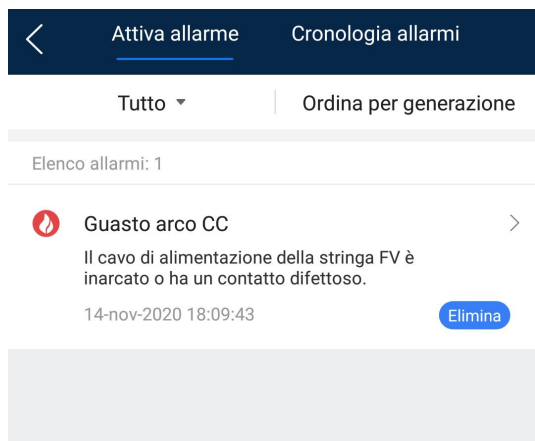 Attiva allarme Cronologia allarmi
Tutto Ordina per generazione
Elenco allarmi: 1
Guasto arco CC
Il cavo di alimentazione della stringa FV è
inarcato o ha un contatto difettoso.
14-nov-2020 18:09:43 Elimina